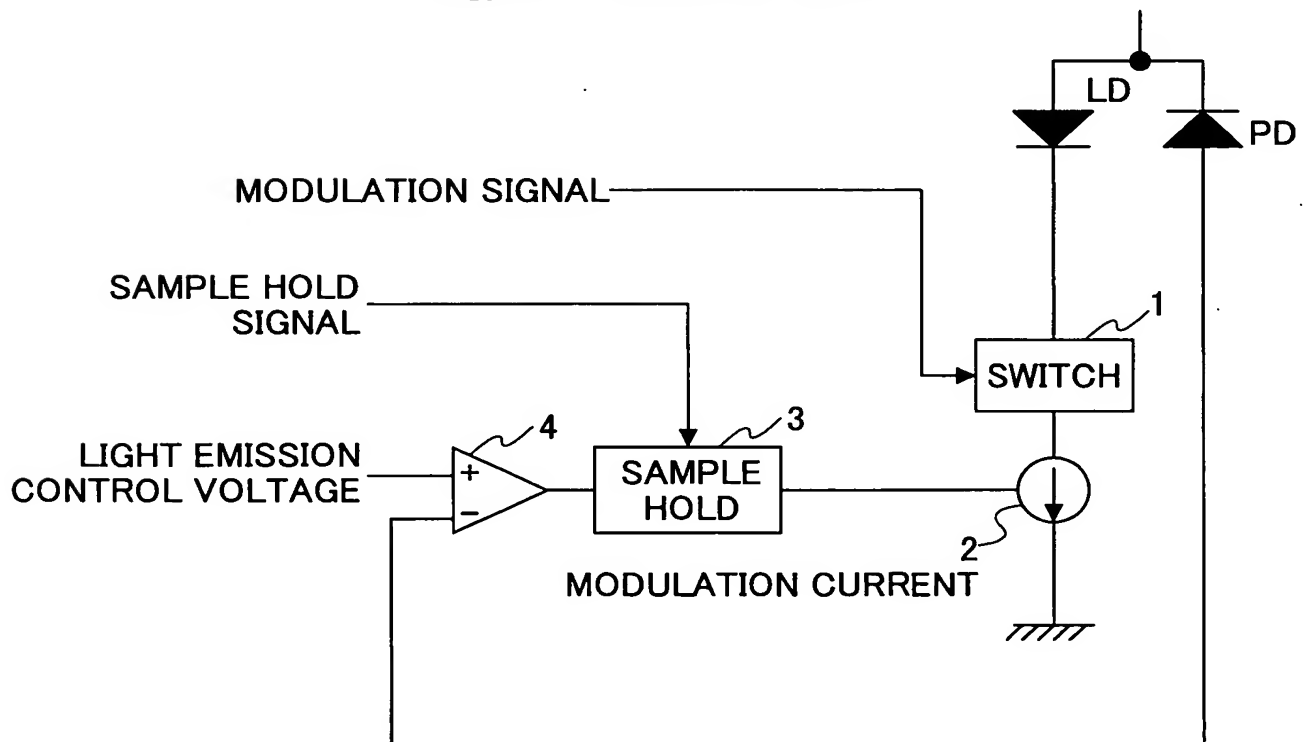 LD
PD
MODULATION SIGNAL
SAMPLE HOLD
SIGNAL
1
SWITCH
LIGHT EMISSION
CONTROL VOLTAGE
4
+
−
3
SAMPLE
HOLD
2
MODULATION CURRENT